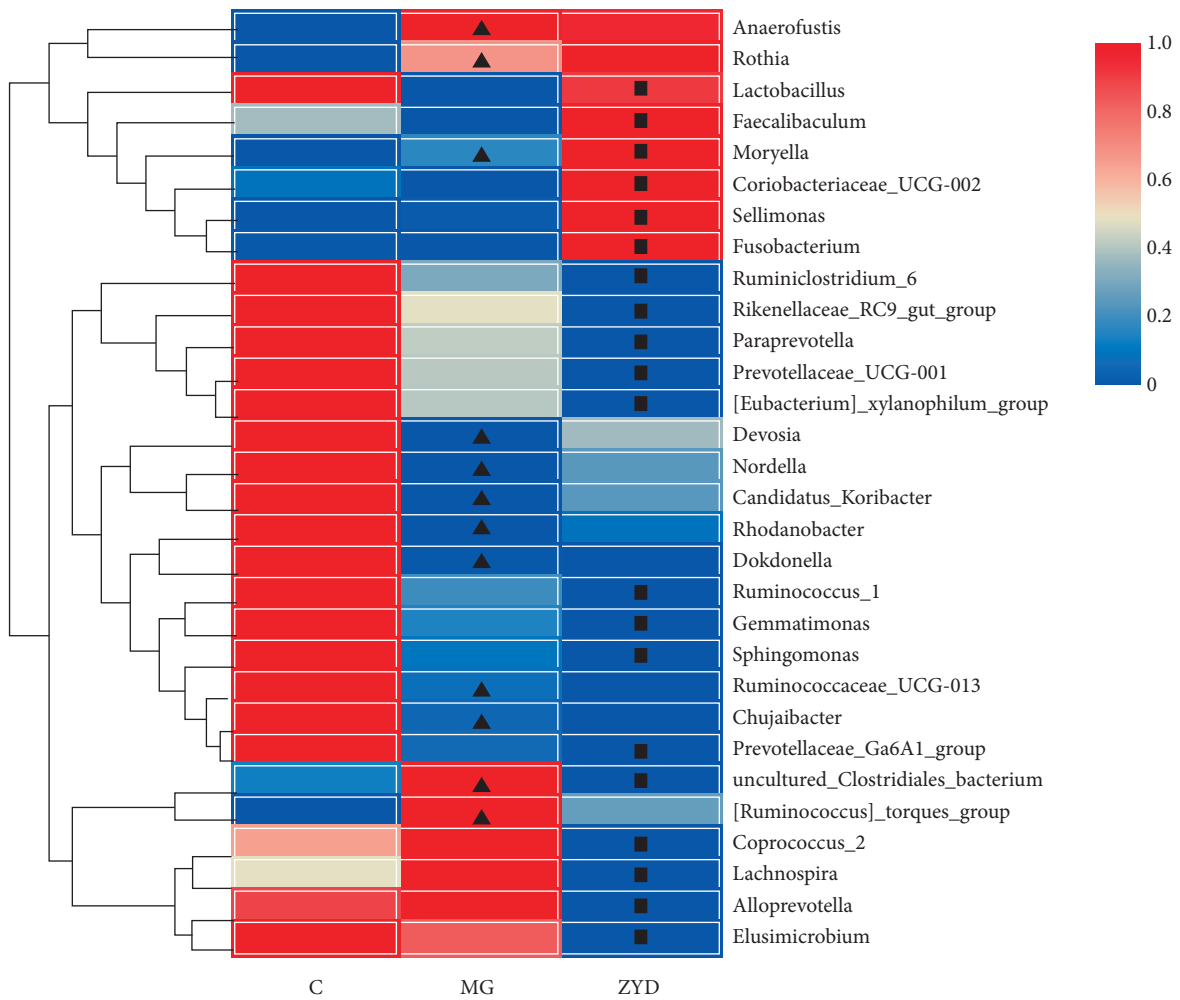 Anaerofustis
Rothia
Lactobacillus
Faecalibaculum
Moryella
Coriobacteriaceae_UCG-002
Sellimonas
Fusobacterium
Ruminiclostridium_6
Rikenellaceae_RC9_gut_group
Paraprevotella
Prevotellaceae_UCG-001
[Eubacterium]_xylanophilum_group
Devosia
Nordella
Candidatus_Koribacter
Rhodanobacter
Dokdonella
Ruminococcus_1
Gemmatimonas
Sphingomonas
Ruminococcaceae_UCG-013
Chujaibacter
Prevotellaceae_Ga6A1_group
uncultured_Clostridiales_bacterium
[Ruminococcus]_torques_group
Coprococcus_2
Lachnospira
Alloprevotella
Elusimicrobium
C MG ZYD
1.0
0.8
0.6
0.4
0.2
0